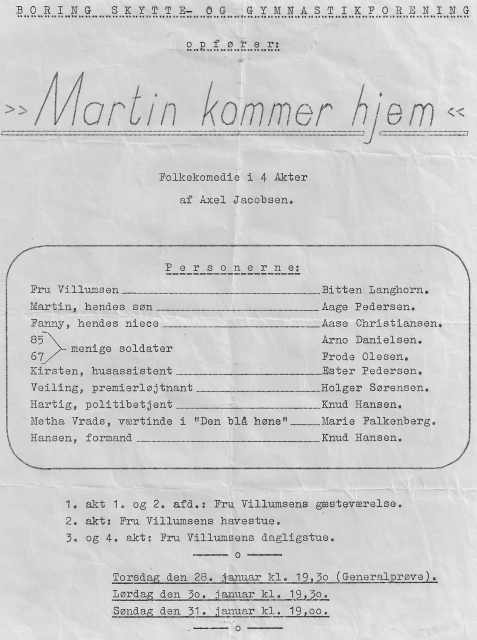 BORING SKYTTE- OG GYMNASTIKFORENING
opfører:
>> Martin kommer hjem <<
Folkekomedie i 4 Akter
af Axel Jacobsen.
Personerne:
Fru Villumsen Bitten Langhorn.
Martin, hendes søn Aage Pedersen.
Fanny, hendes niece Aase Christiansen.
85 Arno Danielsen.
menige soldater
67 Frode Olesen.
Kirsten, husassistent Ester Pedersen.
Veiling, premierløjtnant Holger Sørensen.
Hartig, politibetjent Knud Hansen.
Metha Vrads, værtinde i "Den blå høne" Marie Falkenberg.
Hansen, formand Knud Hansen.
1. akt 1. og 2. afd.: Fru Villumsens gæsteværelse.
2. akt: Fru Villumsens havestue.
3. og 4. akt: Fru Villumsens dagligstue.
o
Torsdag den 28. januar kl. 19,30 (Generalprøve).
Lørdag den 30. januar kl. 19,30.
Søndag den 31. januar kl. 19,oo.
o